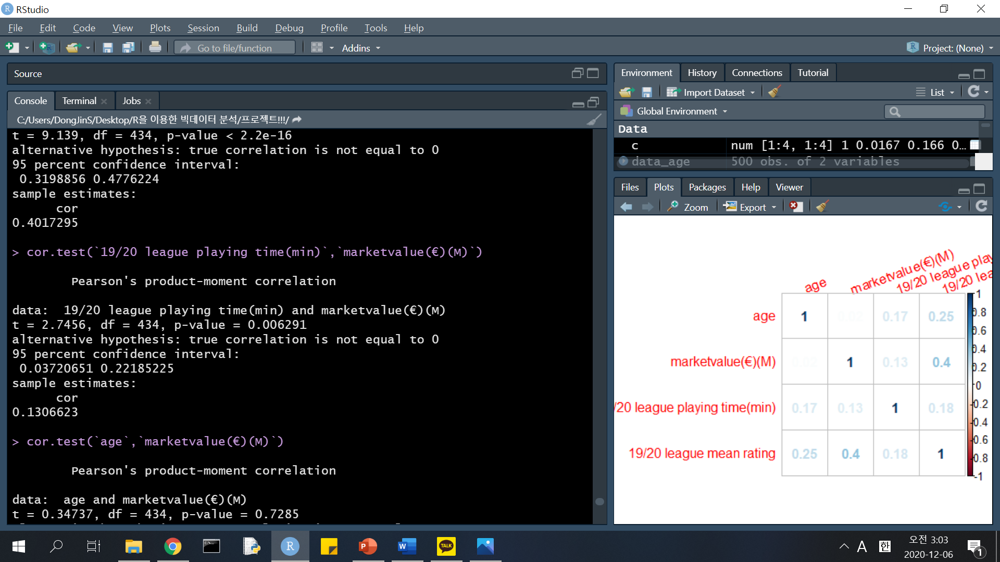 RStudio
File Edit Code View Plots Session Build Debug Profile Tools Help
Go to file/function
Addins
Project: (None)
Source
Console Terminal Jobs
C:/Users/DongJinS/Desktop/R을 이용한 빅데이터 분석/프로젝트!!!/
t = 9.139, df = 434, p-value < 2.2e-16
alternative hypothesis: true correlation is not equal to 0
95 percent confidence interval:
0.3198856 0.4776224
sample estimates:
cor
0.4017295
> cor.test(`19/20 league playing time(min)`,`marketvalue(€)(M)`)
Pearson's product-moment correlation
data: 19/20 league playing time(min) and marketvalue(€)(M)
t = 2.7456, df = 434, p-value = 0.006291
alternative hypothesis: true correlation is not equal to 0
95 percent confidence interval:
0.03720651 0.22185225
sample estimates:
cor
0.1306623
> cor.test(`age`,`marketvalue(€)(M)`)
Pearson's product-moment correlation
data: age and marketvalue(€)(M)
t = 0.34737, df = 434, p-value = 0.7285
Environment History Connections Tutorial
Import Dataset
List
Global Environment
Data
c num [1:4, 1:4] 1 0.0167 0.166 0...
data_age 500 obs. of 2 variables
Files Plots Packages Help Viewer
Zoom Export
age
marketvalue(€)(M)
19/20 league play
19/20 lea
age 1 0.02 0.17 0.25
marketvalue(€)(M) 0.02 1 0.13 0.4
/20 league playing time(min) 0.17 0.13 1 0.18
19/20 league mean rating 0.25 0.4 0.18 1
1
0.8
0.6
0.4
0.2
0
-0.2
-0.4
-0.6
-0.8
-1
A 한
오전 3:03
2020-12-06
1
TALK